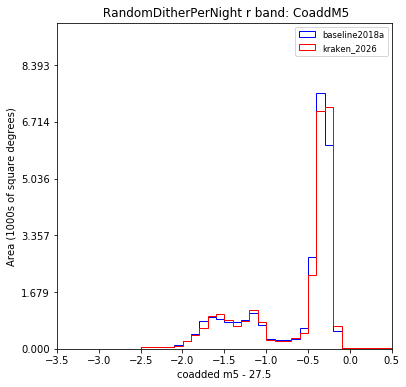 RandomDitherPerNight r band: CoaddM5
baseline2018a
kraken_2026
Area (1000s of square degrees)
8.393
6.714
5.036
3.357
1.679
0.000
−3.5 −3.0 −2.5 −2.0 −1.5 −1.0 −0.5 0.0 0.5
coadded m5 - 27.5